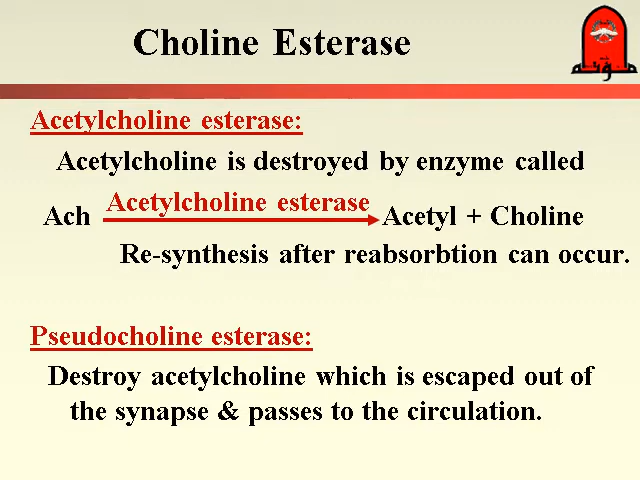 Choline Esterase
مؤتة
Acetylcholine esterase:
Acetylcholine is destroyed by enzyme called
Ach Acetylcholine esterase Acetyl + Choline
Re-synthesis after reabsorbtion can occur.
Pseudocholine esterase:
Destroy acetylcholine which is escaped out of
the synapse & passes to the circulation.